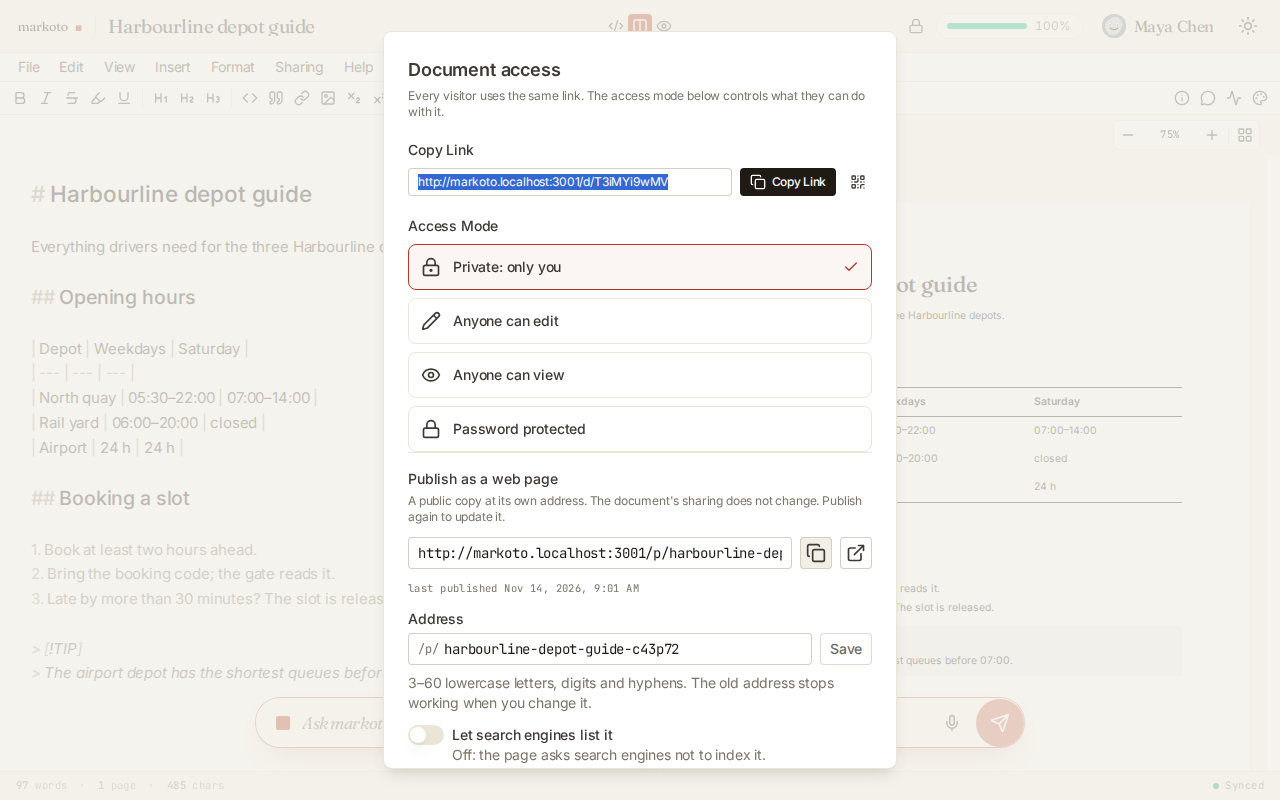 markoto
Harbourline depot guide
100%
Maya Chen
File Edit View Insert Format Sharing Help
H1 H2 H3
75%
# Harbourline depot guide
Everything drivers need for the three Harbourline
## Opening hours
| Depot | Weekdays | Saturday |
| --- | --- | --- |
| North quay | 05:30–22:00 | 07:00–14:00 |
| Rail yard | 06:00–20:00 | closed |
| Airport | 24 h | 24 h |
## Booking a slot
1. Book at least two hours ahead.
2. Bring the booking code; the gate reads it.
3. Late by more than 30 minutes? The slot is releas
> [!TIP]
> The airport depot has the shortest queues befor
Document access
Every visitor uses the same link. The access mode below controls what they can do
with it.
Copy Link
http://markoto.localhost:3001/d/T3iMYi9wMV
Copy Link
Access Mode
Private: only you
Anyone can edit
Anyone can view
Password protected
Publish as a web page
A public copy at its own address. The document's sharing does not change. Publish
again to update it.
http://markoto.localhost:3001/p/harbourline-dep
last published Nov 14, 2026, 9:01 AM
Address
/p/ harbourline-depot-guide-c43p72
Save
3–60 lowercase letters, digits and hyphens. The old address stops
working when you change it.
Let search engines list it
Off: the page asks search engines not to index it.
ot guide
ee Harbourline depots.
kdays Saturday
0–22:00 07:00–14:00
0–20:00 closed
24 h
reads it.
The slot is released.
st queues before 07:00.
Ask markot
97 words · 1 page · 485 chars
Synced